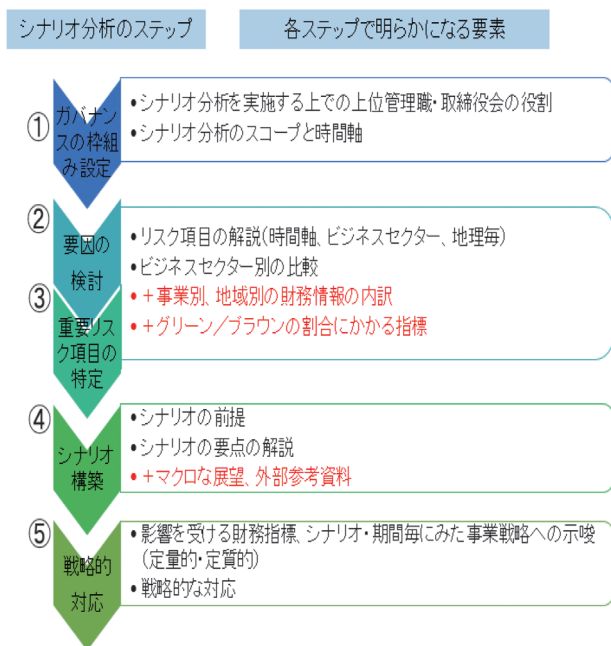 シナリオ分析のステップ
各ステップで明らかになる要素
①
ガバナン
スの枠組
み設定
•シナリオ分析を実施する上での上位管理職・取締役会の役割
•シナリオ分析のスコープと時間軸
②
要因の
検討
③
重要リス
ク項目の
特定
•リスク項目の解説(時間軸、ビジネスセクター、地理毎)
•ビジネスセクター別の比較
•＋事業別、地域別の財務情報の内訳
•＋グリーン／ブラウンの割合にかかる指標
④
シナリオ
構築
•シナリオの前提
•シナリオの要点の解説
•＋マクロな展望、外部参考資料
⑤
戦略的
対応
•影響を受ける財務指標、シナリオ・期間毎にみた事業戦略への示唆
(定量的・定質的)
•戦略的な対応